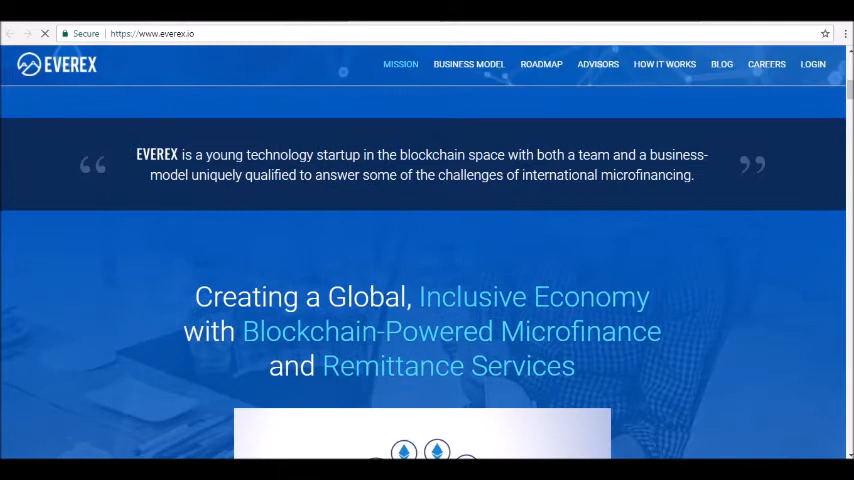 Secure | https://www.everex.io
EVEREX MISSION BUSINESS MODEL ROADMAP ADVISORS HOW IT WORKS BLOG CAREERS LOGIN
“ EVEREX is a young technology startup in the blockchain space with both a team and a business- ”
model uniquely qualified to answer some of the challenges of international microfinancing.
Creating a Global, Inclusive Economy
with Blockchain-Powered Microfinance
and Remittance Services